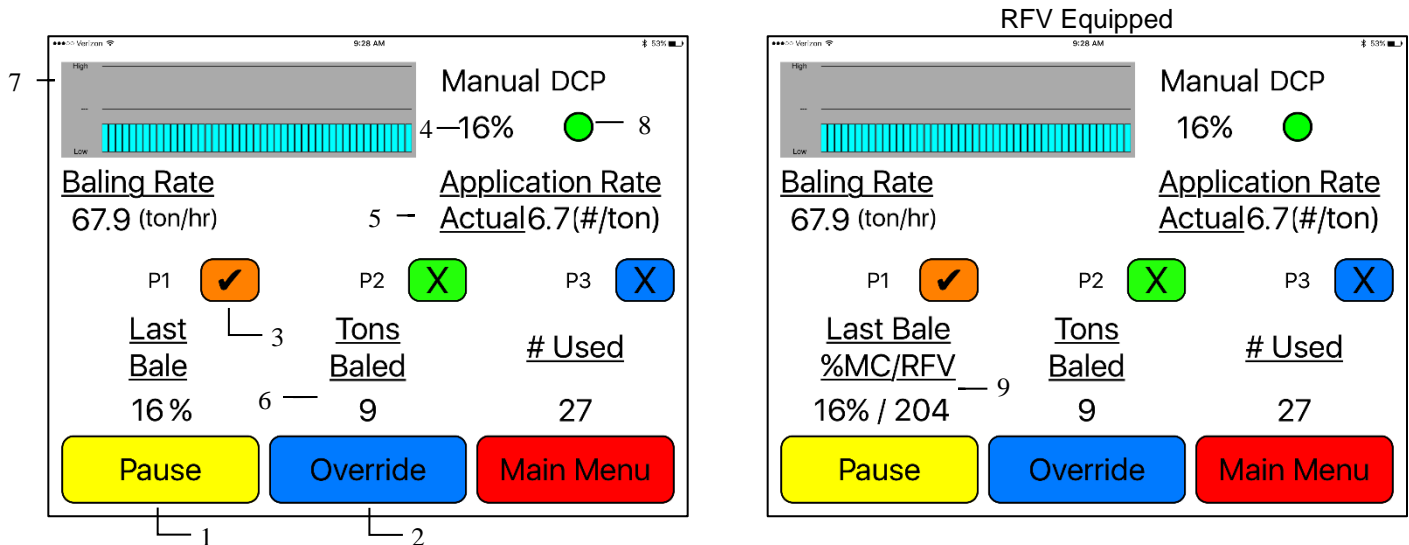 RFV Equipped
●●●○○ Verizon 9:28 AM 53%
7
High
---
Low
Manual DCP
4 16% 8
Baling Rate
67.9 (ton/hr)
Application Rate
5 Actual 6.7(#/ton)
P1 ✔ P2 X P3 X
3
Last
Bale
16 %
Tons
Baled
6 9
# Used
27
Pause Override Main Menu
1 2
●●●○○ Verizon 9:28 AM 53%
High
---
Low
Manual DCP
16%
Baling Rate
67.9 (ton/hr)
Application Rate
Actual 6.7(#/ton)
P1 ✔ P2 X P3 X
Last Bale
%MC/RFV
9
16% / 204
Tons
Baled
9
# Used
27
Pause Override Main Menu